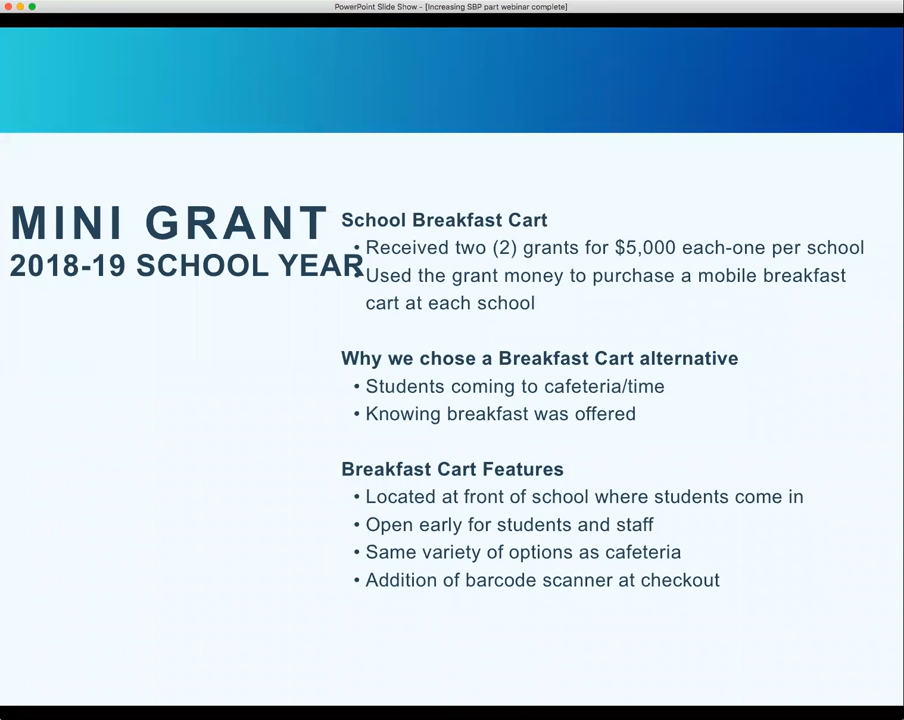 PowerPoint Slide Show - [Increasing SBP part webinar complete]
MINI GRANT
2018-19 SCHOOL YEAR
School Breakfast Cart
• Received two (2) grants for $5,000 each-one per school
• Used the grant money to purchase a mobile breakfast
cart at each school
Why we chose a Breakfast Cart alternative
• Students coming to cafeteria/time
• Knowing breakfast was offered
Breakfast Cart Features
• Located at front of school where students come in
• Open early for students and staff
• Same variety of options as cafeteria
• Addition of barcode scanner at checkout